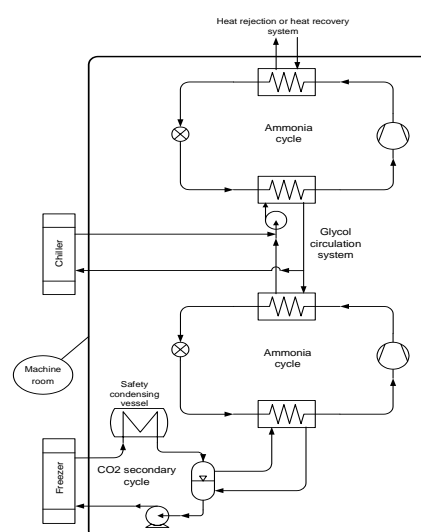 Heat rejection or heat recovery
system
Ammonia
cycle
Glycol
circulation
system
Chiller
Ammonia
cycle
Machine
room
Safety
condensing
vessel
CO2 secondary
cycle
Freezer